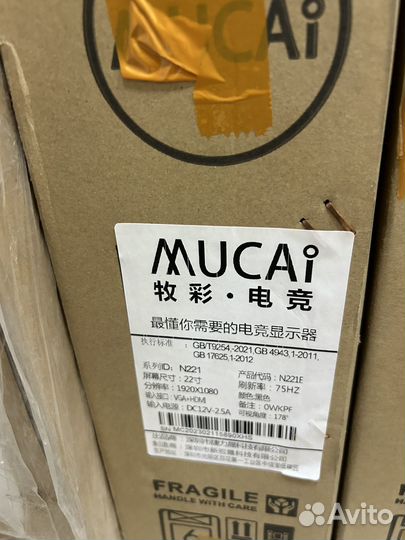 MUCAi
MUCAi
牧彩·电竞
最懂你需要的电竞显示器
执行标准 : GB/T9254,-2021,GB 4943,1-2011,
GB 17625,1-2012
系列ID: N221 产品代码: N221E
屏幕尺寸: 22寸 刷新率: 75HZ
分辨率: 1920X1080 颜色:黑色
输入接口: VGA+HDMI 备注: 0WKPF
输入电源: DC12V-2.5A 可视角度: 178°
FRAGILE
HANDLE WITH CARE
Avito